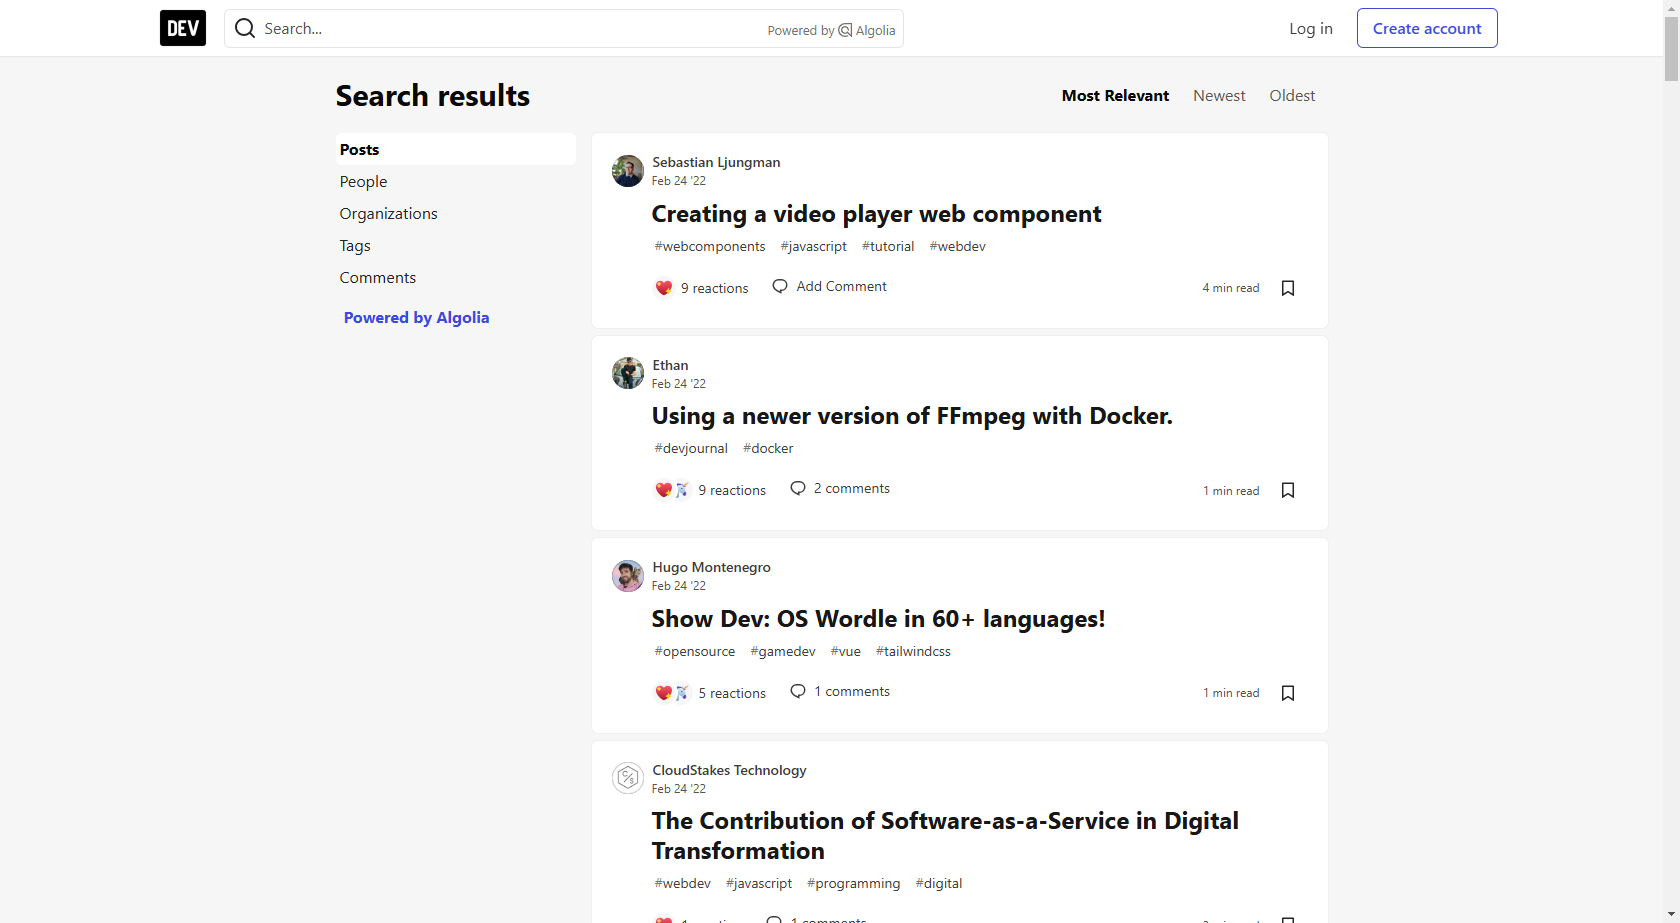 DEV
Search...
Powered by Algolia
Log in
Create account
Search results
Most Relevant
Newest
Oldest
Posts
People
Organizations
Tags
Comments
Powered by Algolia
Sebastian Ljungman
Feb 24 '22
Creating a video player web component
#webcomponents #javascript #tutorial #webdev
9 reactions
Add Comment
4 min read
Ethan
Feb 24 '22
Using a newer version of FFmpeg with Docker.
#devjournal #docker
9 reactions
2 comments
1 min read
Hugo Montenegro
Feb 24 '22
Show Dev: OS Wordle in 60+ languages!
#opensource #gamedev #vue #tailwindcss
5 reactions
1 comments
1 min read
CloudStakes Technology
Feb 24 '22
The Contribution of Software-as-a-Service in Digital
Transformation
#webdev #javascript #programming #digital
1 comments